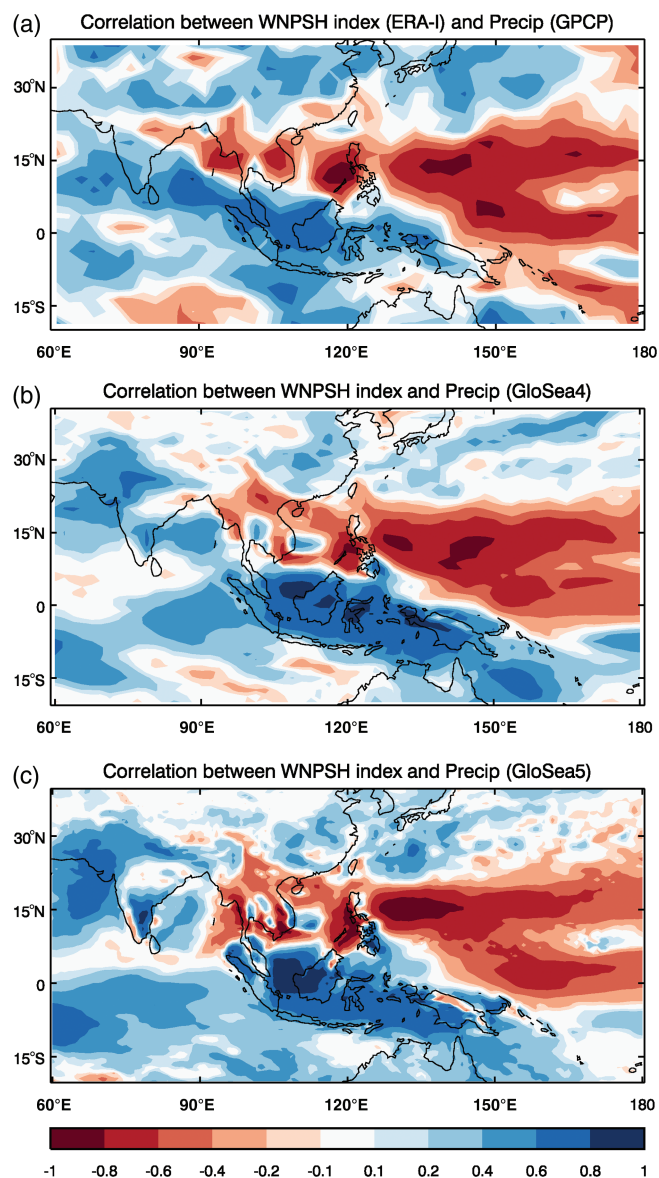 (a) Correlation between WNPSH index (ERA-I) and Precip (GPCP)
30°N
15°N
0
15°S
60°E 90°E 120°E 150°E 180
(b) Correlation between WNPSH index and Precip (GloSea4)
30°N
15°N
0
15°S
60°E 90°E 120°E 150°E 180
(c) Correlation between WNPSH index and Precip (GloSea5)
30°N
15°N
0
15°S
60°E 90°E 120°E 150°E 180
-1 -0.8 -0.6 -0.4 -0.2 -0.1 0.1 0.2 0.4 0.6 0.8 1